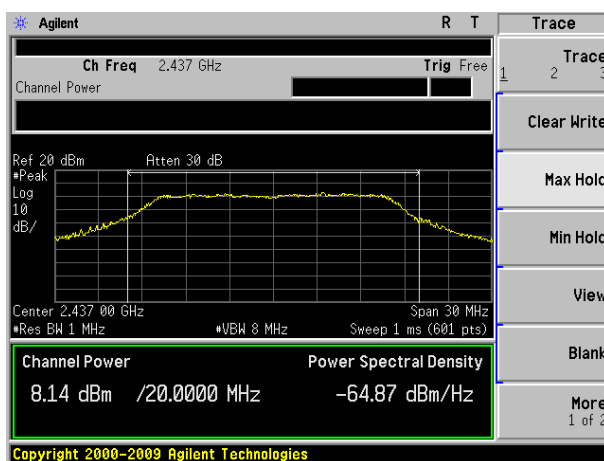 Agilent R T Trace
Ch Freq 2.437 GHz Trig Free
Channel Power
Trace
1 2 3
Clear Write
Max Hold
Min Hold
View
Blank
More
1 of 2
Ref 20 dBm Atten 30 dB
#Peak
Log
10
dB/
Center 2.437 00 GHz Span 30 MHz
#Res BW 1 MHz #VBW 8 MHz Sweep 1 ms (601 pts)
Channel Power Power Spectral Density
8.14 dBm /20.0000 MHz -64.87 dBm/Hz
Copyright 2000-2009 Agilent Technologies